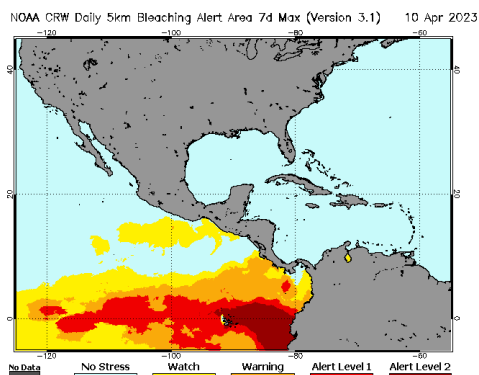 NOAA CRW Daily 5km Bleaching Alert Area 7d Max (Version 3.1) 10 Apr 2023
-120 -100 -80 -60
40 40
20 20
0 0
-120 -100 -80 -60
No Data No Stress Watch Warning Alert Level 1 Alert Level 2